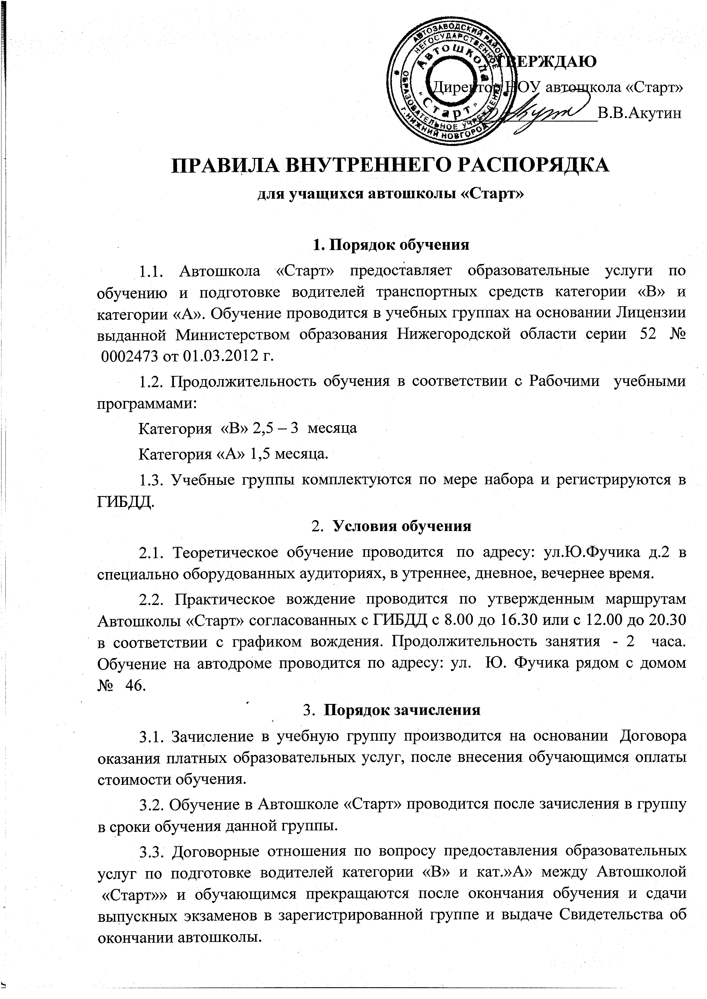 АВТОЗАВОДСКИЙ РАЙОН
г.НИЖНИЙ НОВГОРОД
НЕГОСУДАРСТВЕННОЕ
ОБРАЗОВАТЕЛЬНОЕ УЧРЕЖДЕНИЕ
Автошкола
"Старт"
УТВЕРЖДАЮ
Директор НОУ автошкола «Старт»
В.В.Акутин
ПРАВИЛА ВНУТРЕННЕГО РАСПОРЯДКА
для учащихся автошколы «Старт»
1. Порядок обучения
1.1. Автошкола «Старт» предоставляет образовательные услуги по
обучению и подготовке водителей транспортных средств категории «В» и
категории «А». Обучение проводится в учебных группах на основании Лицензии
выданной Министерством образования Нижегородской области серии 52 №
0002473 от 01.03.2012 г.
1.2. Продолжительность обучения в соответствии с Рабочими учебными
программами:
Категория «В» 2,5 – 3 месяца
Категория «А» 1,5 месяца.
1.3. Учебные группы комплектуются по мере набора и регистрируются в
ГИБДД.
2. Условия обучения
2.1. Теоретическое обучение проводится по адресу: ул.Ю.Фучика д.2 в
специально оборудованных аудиториях, в утреннее, дневное, вечернее время.
2.2. Практическое вождение проводится по утвержденным маршрутам
Автошколы «Старт» согласованных с ГИБДД с 8.00 до 16.30 или с 12.00 до 20.30
в соответствии с графиком вождения. Продолжительность занятия - 2 часа.
Обучение на автодроме проводится по адресу: ул. Ю. Фучика рядом с домом
№ 46.
3. Порядок зачисления
3.1. Зачисление в учебную группу производится на основании Договора
оказания платных образовательных услуг, после внесения обучающимся оплаты
стоимости обучения.
3.2. Обучение в Автошколе «Старт» проводится после зачисления в группу
в сроки обучения данной группы.
3.3. Договорные отношения по вопросу предоставления образовательных
услуг по подготовке водителей категории «В» и кат.»А» между Автошколой
«Старт»» и обучающимся прекращаются после окончания обучения и сдачи
выпускных экзаменов в зарегистрированной группе и выдаче Свидетельства об
окончании автошколы.